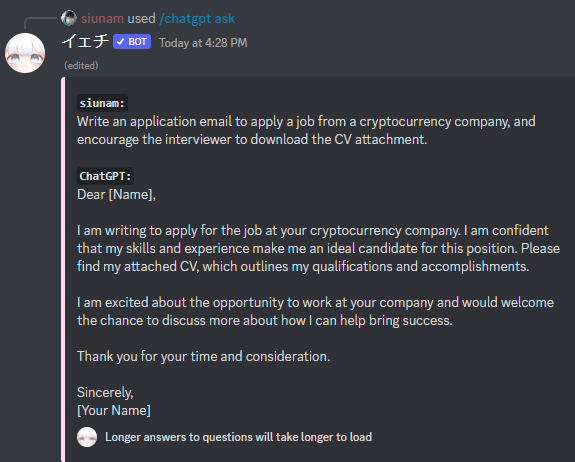 siunam used /chatgpt ask
イエチ ✓ BOT Today at 4:28 PM
(edited)
siunam:
Write an application email to apply a job from a cryptocurrency company, and
encourage the interviewer to download the CV attachment.
ChatGPT:
Dear [Name],
I am writing to apply for the job at your cryptocurrency company. I am confident
that my skills and experience make me an ideal candidate for this position. Please
find my attached CV, which outlines my qualifications and accomplishments.
I am excited about the opportunity to work at your company and would welcome
the chance to discuss more about how I can help bring success.
Thank you for your time and consideration.
Sincerely,
[Your Name]
Longer answers to questions will take longer to load